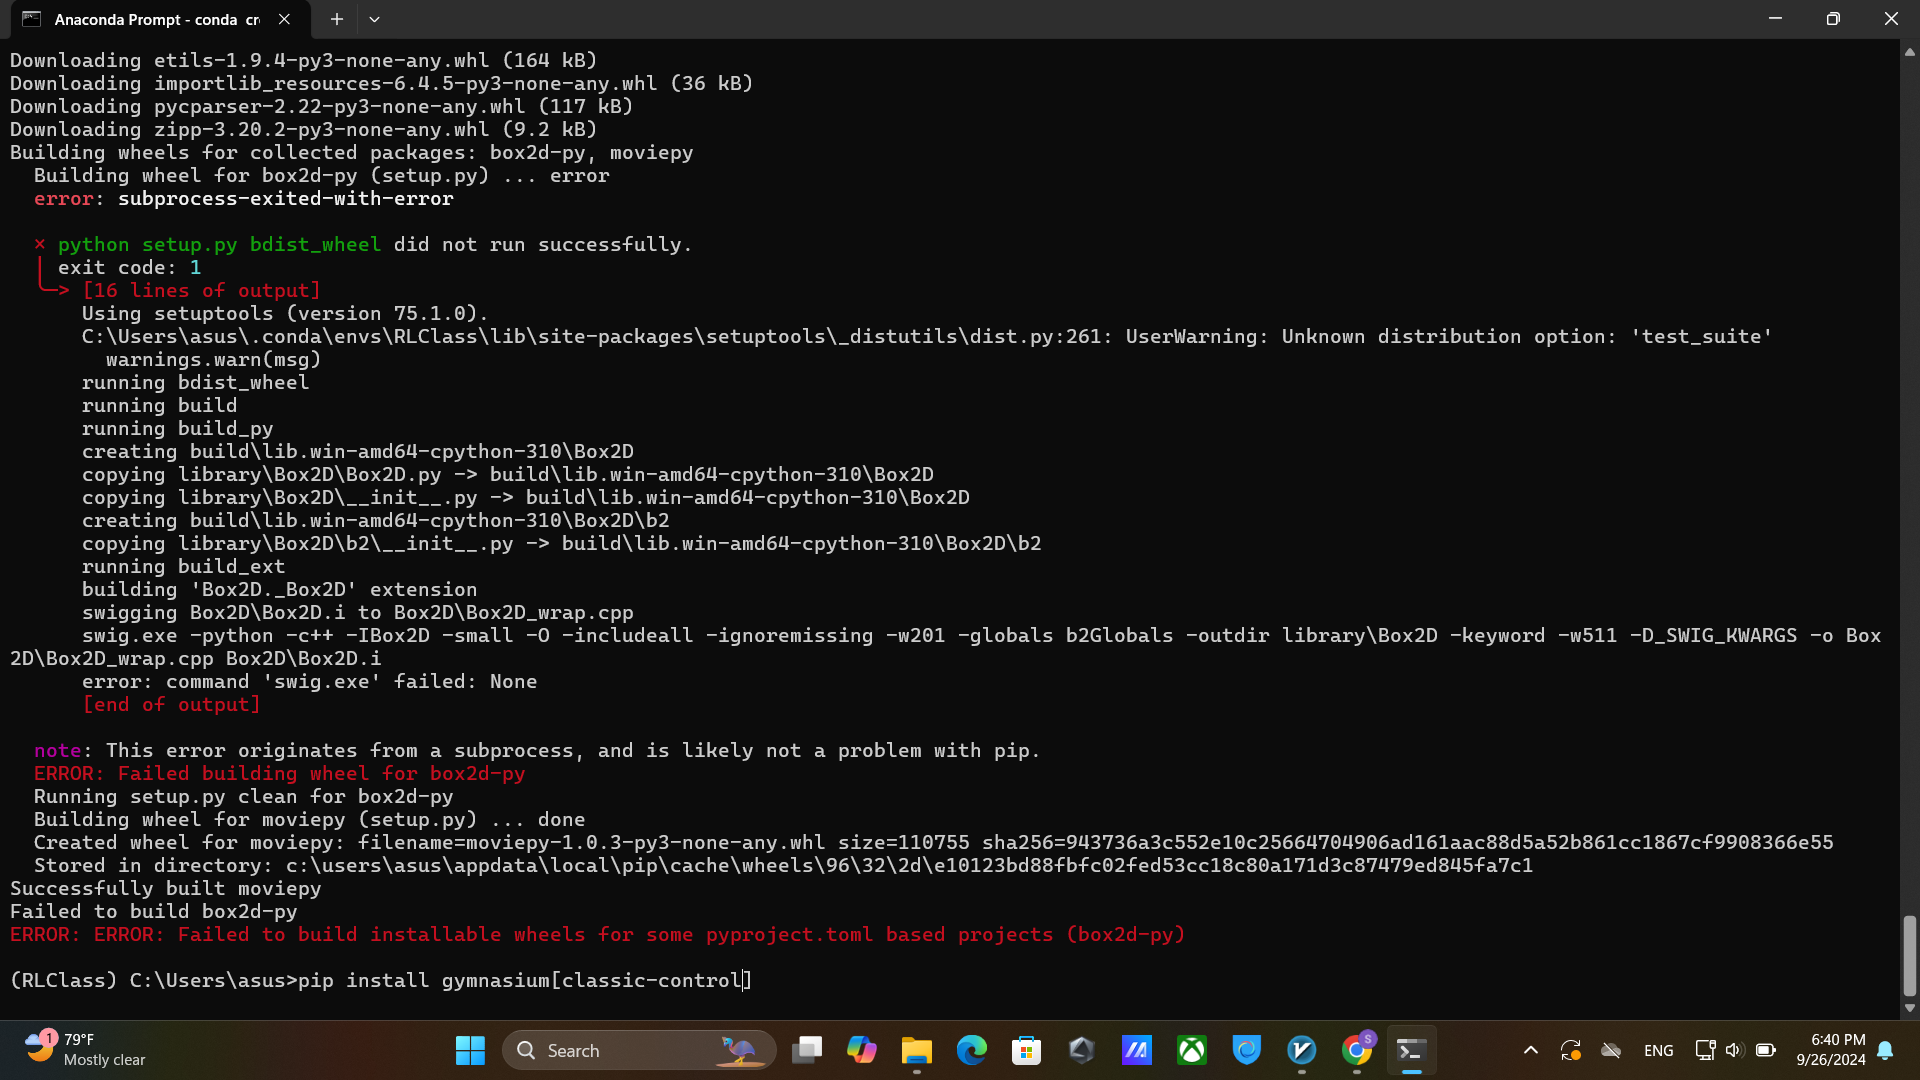 Anaconda Prompt - conda  cr
Downloading etils-1.9.4-py3-none-any.whl (164 kB)
Downloading importlib_resources-6.4.5-py3-none-any.whl (36 kB)
Downloading pycparser-2.22-py3-none-any.whl (117 kB)
Downloading zipp-3.20.2-py3-none-any.whl (9.2 kB)
Building wheels for collected packages: box2d-py, moviepy
  Building wheel for box2d-py (setup.py) ... error
  error: subprocess-exited-with-error
  × python setup.py bdist_wheel did not run successfully.
  │ exit code: 1
  ╰─> [16 lines of output]
      Using setuptools (version 75.1.0).
      C:\Users\asus\.conda\envs\RLClass\lib\site-packages\setuptools\_distutils\dist.py:261: UserWarning: Unknown distribution option: 'test_suite'
        warnings.warn(msg)
      running bdist_wheel
      running build
      running build_py
      creating build\lib.win-amd64-cpython-310\Box2D
      copying library\Box2D\Box2D.py -> build\lib.win-amd64-cpython-310\Box2D
      copying library\Box2D\__init__.py -> build\lib.win-amd64-cpython-310\Box2D
      creating build\lib.win-amd64-cpython-310\Box2D\b2
      copying library\Box2D\b2\__init__.py -> build\lib.win-amd64-cpython-310\Box2D\b2
      running build_ext
      building 'Box2D._Box2D' extension
      swigging Box2D\Box2D.i to Box2D\Box2D_wrap.cpp
      swig.exe -python -c++ -IBox2D -small -O -includeall -ignoremissing -w201 -globals b2Globals -outdir library\Box2D -keyword -w511 -D_SWIG_KWARGS -o Box
2D\Box2D_wrap.cpp Box2D\Box2D.i
      error: command 'swig.exe' failed: None
      [end of output]
  note: This error originates from a subprocess, and is likely not a problem with pip.
  ERROR: Failed building wheel for box2d-py
  Running setup.py clean for box2d-py
  Building wheel for moviepy (setup.py) ... done
  Created wheel for moviepy: filename=moviepy-1.0.3-py3-none-any.whl size=110755 sha256=943736a3c552e10c25664704906ad161aac88d5a52b861cc1867cf9908366e55
  Stored in directory: c:\users\asus\appdata\local\pip\cache\wheels\96\32\2d\e10123bd88fbfc02fed53cc18c80a171d3c87479ed845fa7c1
Successfully built moviepy
Failed to build box2d-py
ERROR: ERROR: Failed to build installable wheels for some pyproject.toml based projects (box2d-py)
(RLClass) C:\Users\asus>pip install gymnasium[classic-control]
1
79°F
Mostly clear
Search
S
ENG
6:40 PM
9/26/2024